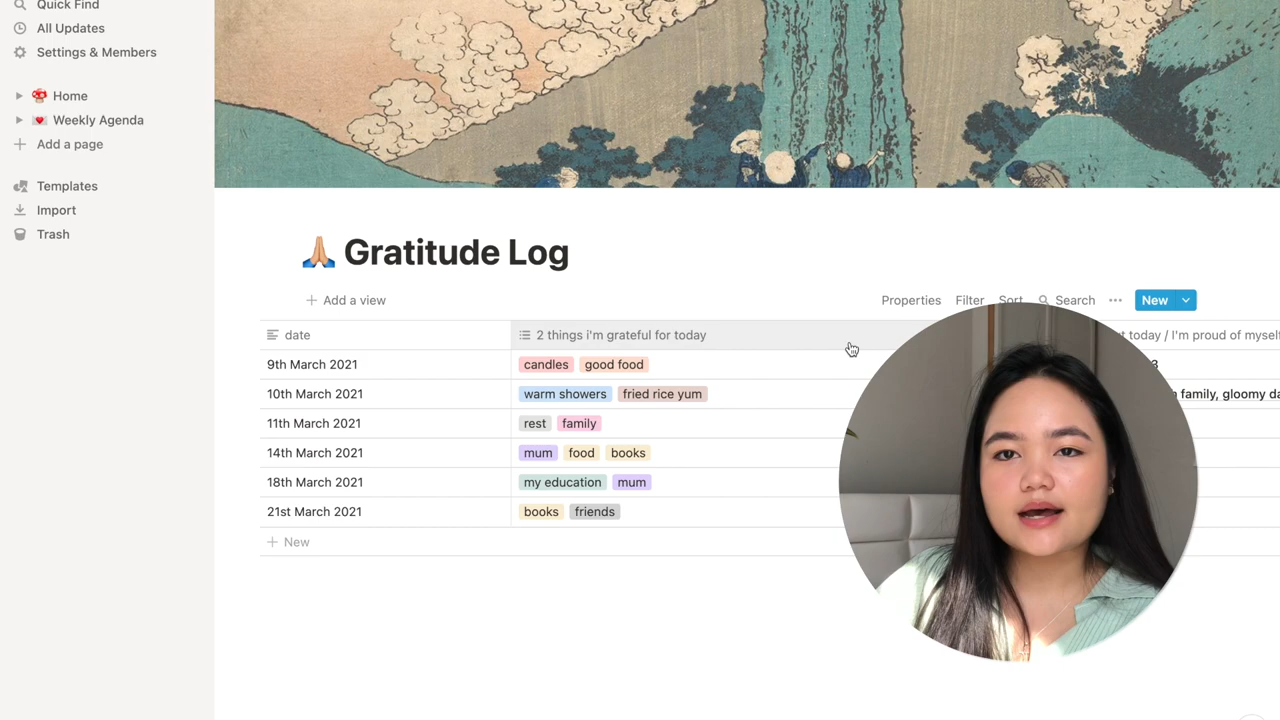 Quick Find
All Updates
Settings & Members
Home
Weekly Agenda
Add a page
Templates
Import
Trash
Gratitude Log
Add a view
Properties Filter Sort Search New
date 2 things i'm grateful for today today / I'm proud of myself
9th March 2021 candles good food 3
10th March 2021 warm showers fried rice yum family, gloomy da
11th March 2021 rest family
14th March 2021 mum food books
18th March 2021 my education mum
21st March 2021 books friends
New